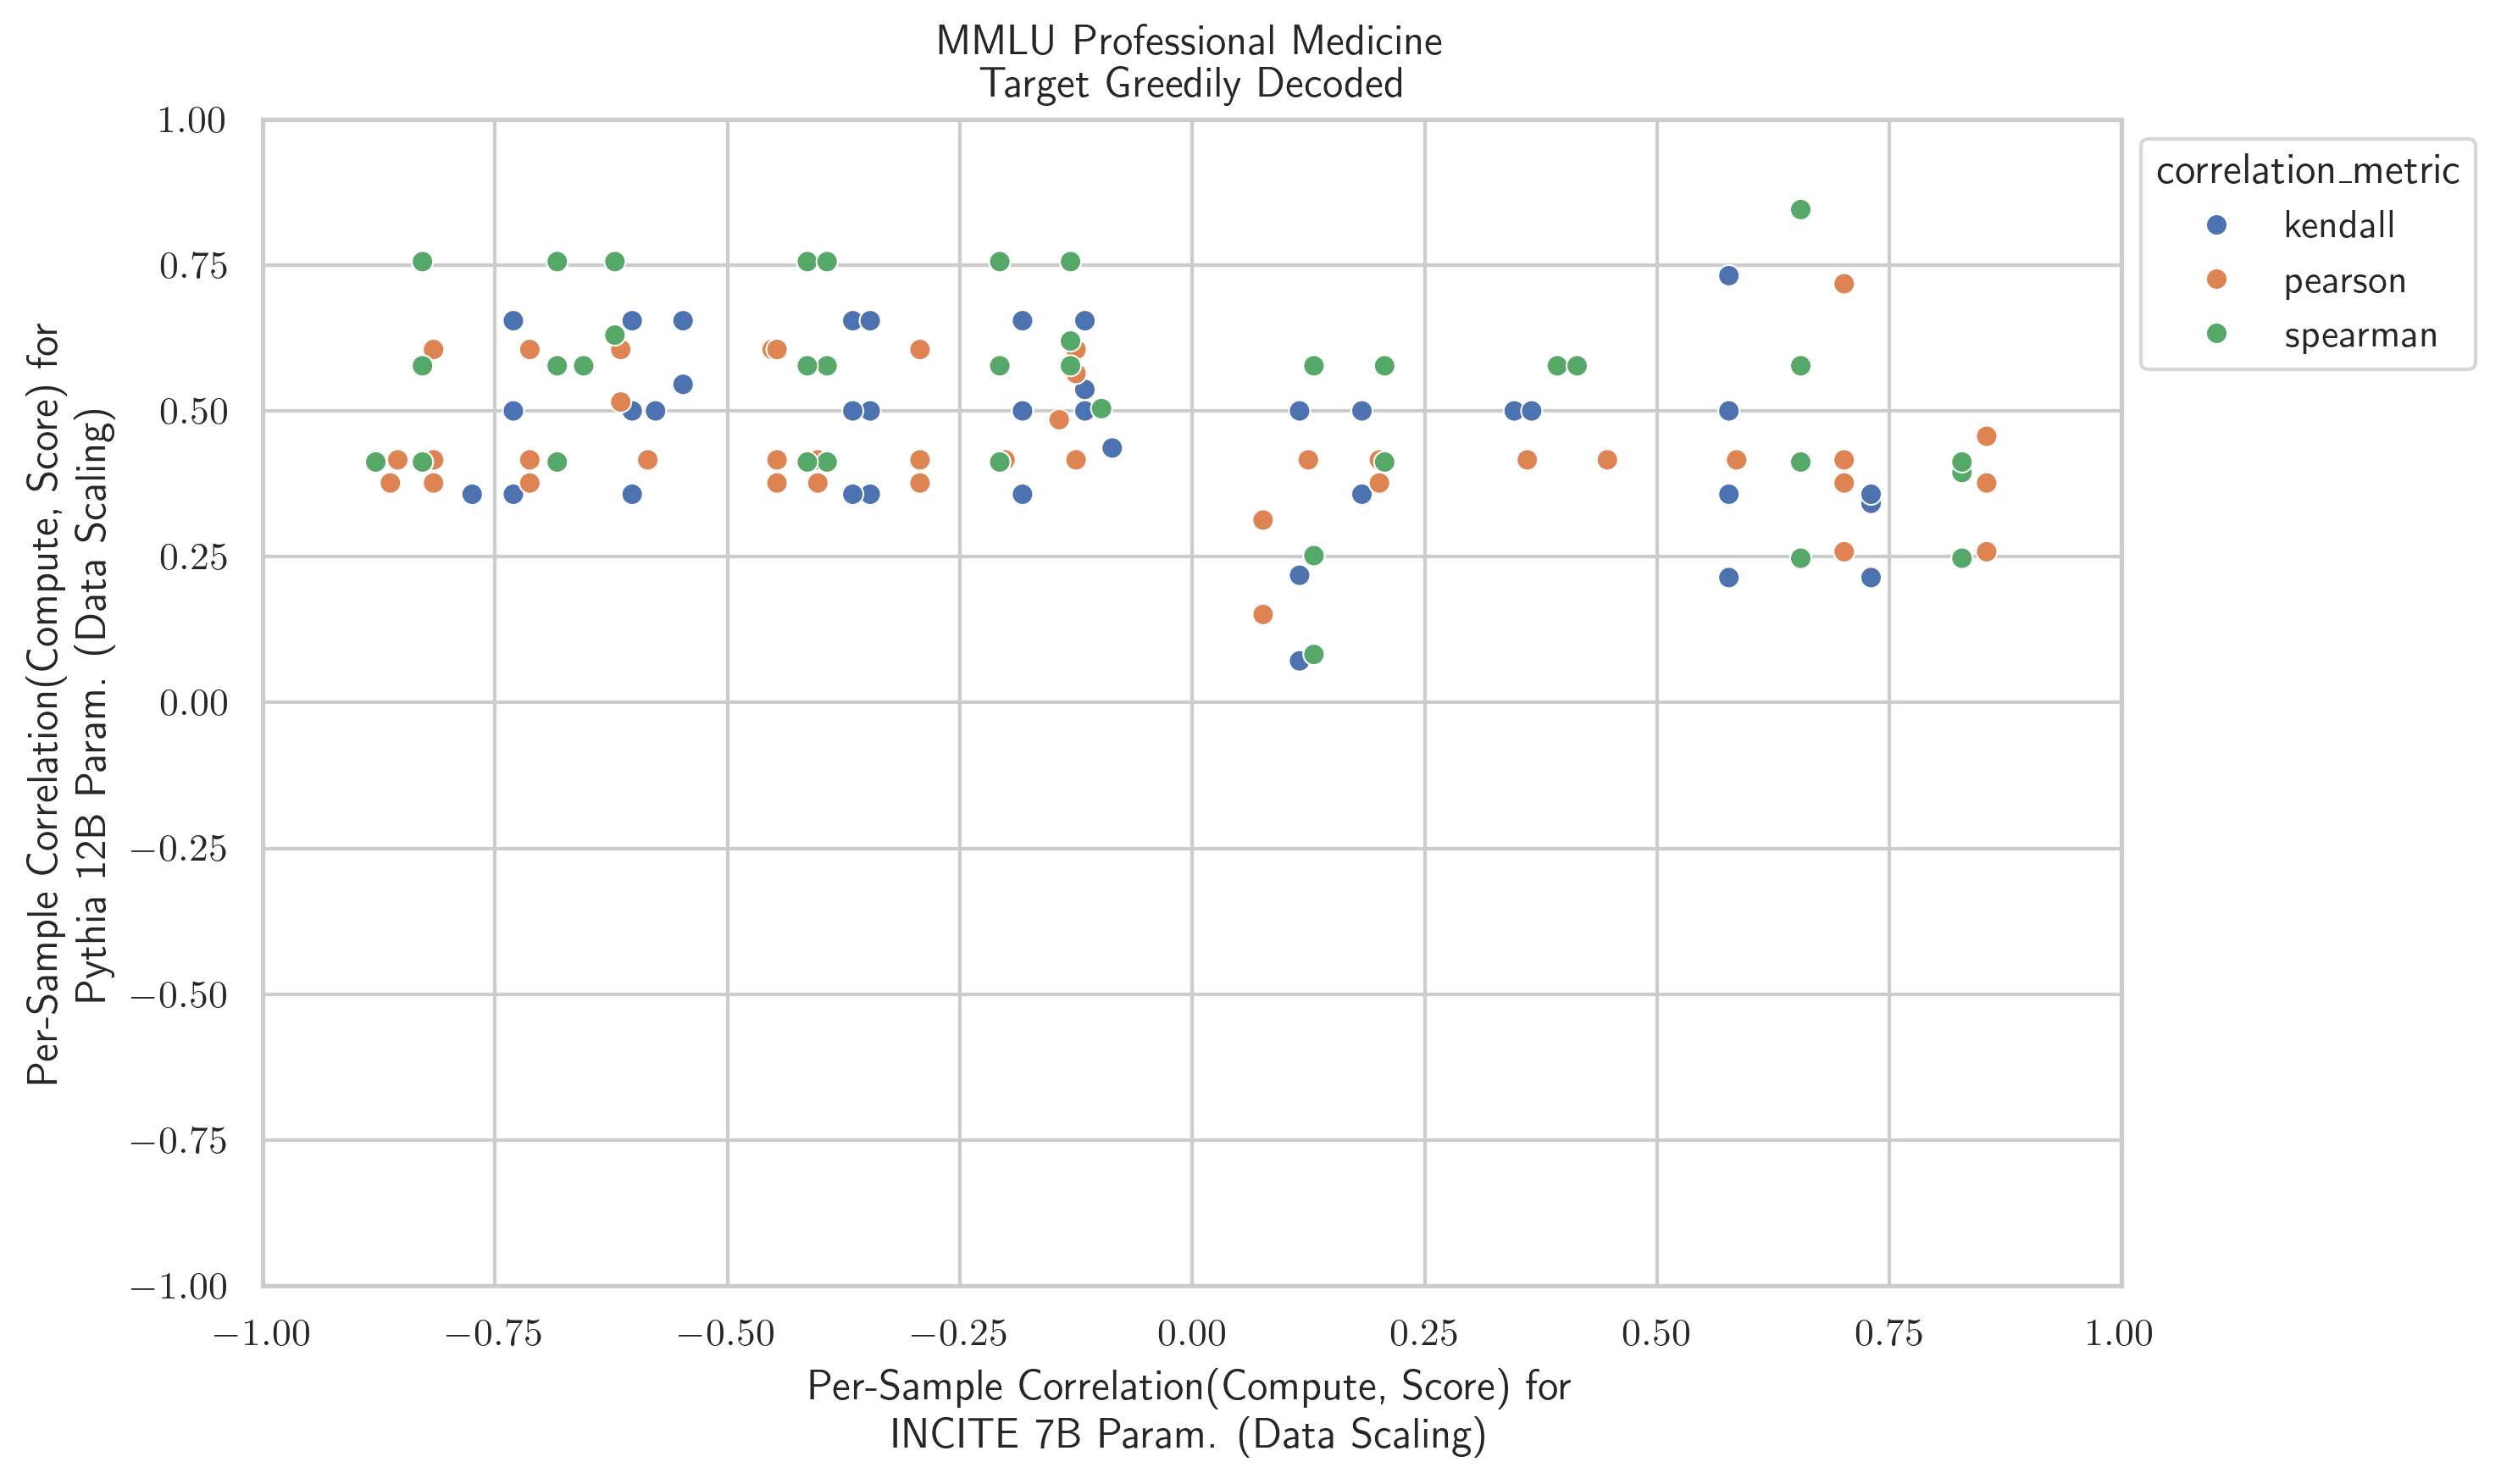 MMLU Professional Medicine
Target Greedily Decoded
Per-Sample Correlation(Compute, Score) for
Pythia 12B Param. (Data Scaling)
1.00
0.75
0.50
0.25
0.00
−0.25
−0.50
−0.75
−1.00
−1.00
−0.75
−0.50
−0.25
0.00
0.25
0.50
0.75
1.00
Per-Sample Correlation(Compute, Score) for
INCITE 7B Param. (Data Scaling)
correlation_metric
kendall
pearson
spearman